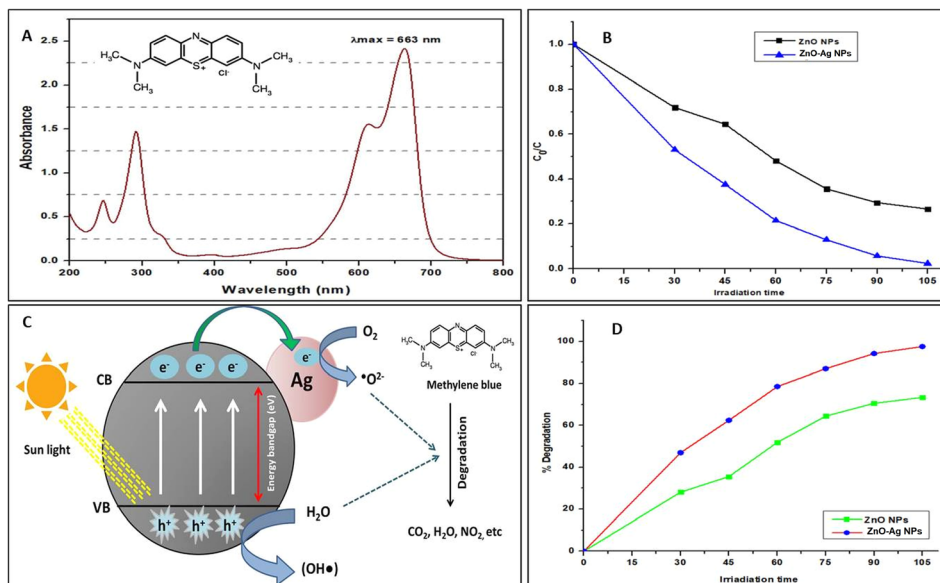 A
λmax = 663 nm
N
H₃C
N
S⁺
Cl⁻
N
CH₃
CH₃
CH₃
2.5
2.0
1.5
1.0
0.5
0.0
Absorbance
200 300 400 500 600 700 800
Wavelength (nm)
B
ZnO NPs
ZnO-Ag NPs
1.0
0.8
0.6
0.4
0.2
0.0
C₀/C
0 15 30 45 60 75 90 105
Irradiation time
C
Sun light
CB
VB
e⁻ e⁻ e⁻
e⁻
Ag
Energy bandgap (eV)
h⁺ h⁺ h⁺
O₂
•O²⁻
H₂O
(OH•)
N
H₃C
N
CH₃
S⁺
Cl⁻
N
CH₃
CH₃
Methylene blue
Degradation
CO₂, H₂O, NO₂, etc
D
100
80
60
40
20
0
% Degradation
ZnO NPs
ZnO-Ag NPs
0 15 30 45 60 75 90 105
Irradiation time